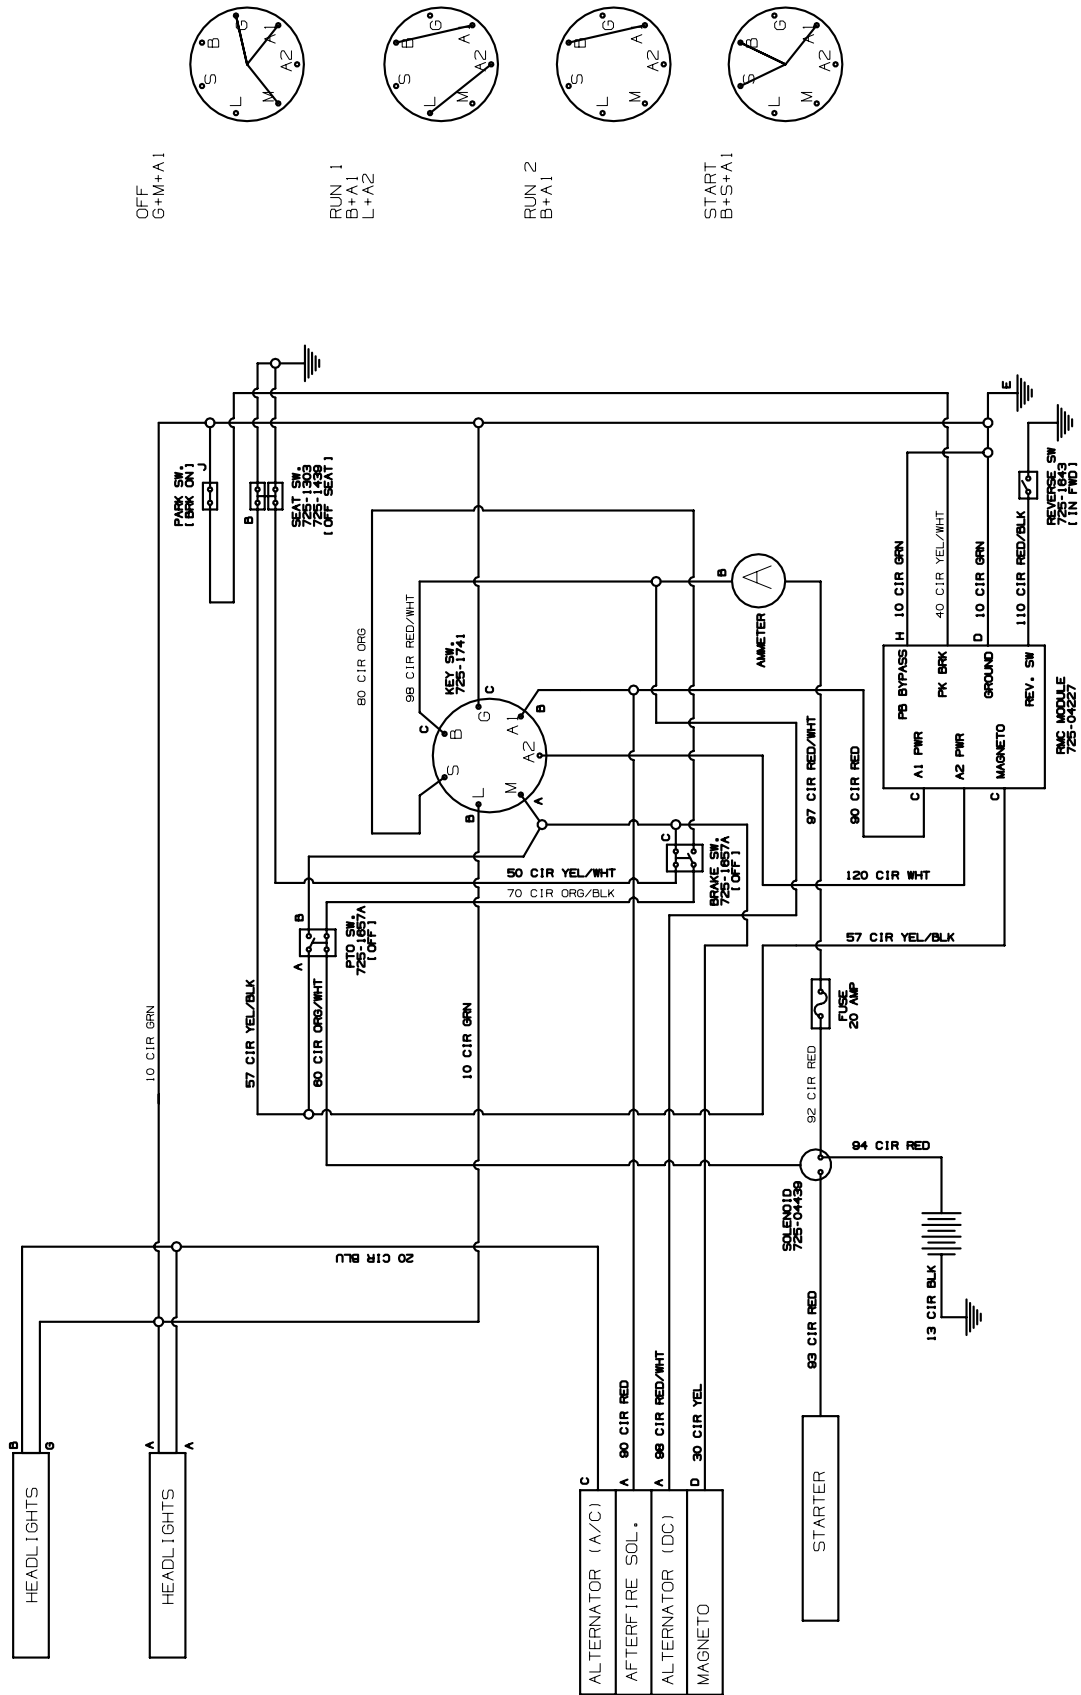 OFF
G+M+A1
RUN 1
B+A1
L+A2
RUN 2
B+A1
START
B+S+A1
G
B
A1
A2
S
M
L
G
B
A1
A2
S
M
L
G
B
A1
A2
S
M
L
G
B
A1
A2
S
M
L
PARK SW.
[BRK ON]
J
B
SEAT SW.
725-1303
725-1439
[OFF SEAT]
80 CIR ORG
98 CIR RED/WHT
KEY SW.
725-1741
C
B
S
G
C
A1
B
A2
L
B
M
A
B
A
AMMETER
E
REVERSE SW
725-1643
[IN FWD]
10 CIR GRN
40 CIR YEL/WHT
10 CIR GRN
110 CIR RED/BLK
H
D
PB BYPASS
PK BRK
GROUND
REV. SW
A1 PWR
A2 PWR
MAGNETO
C
C
RMC MODULE
725-04227
97 CIR RED/WHT
90 CIR RED
120 CIR WHT
57 CIR YEL/BLK
C
BRAKE SW.
725-1657A
[OFF]
50 CIR YEL/WHT
70 CIR ORG/BLK
A
B
PTO SW.
725-1657A
[OFF]
10 CIR GRN
57 CIR YEL/BLK
60 CIR ORG/WHT
10 CIR GRN
FUSE
20 AMP
92 CIR RED
94 CIR RED
SOLENOID
725-04439
13 CIR BLK
93 CIR RED
20 CIR BLU
90 CIR RED
98 CIR RED/WHT
30 CIR YEL
B
G
HEADLIGHTS
A
A
HEADLIGHTS
C
ALTERNATOR (A/C)
A
AFTERFIRE SOL.
A
ALTERNATOR (DC)
D
MAGNETO
STARTER